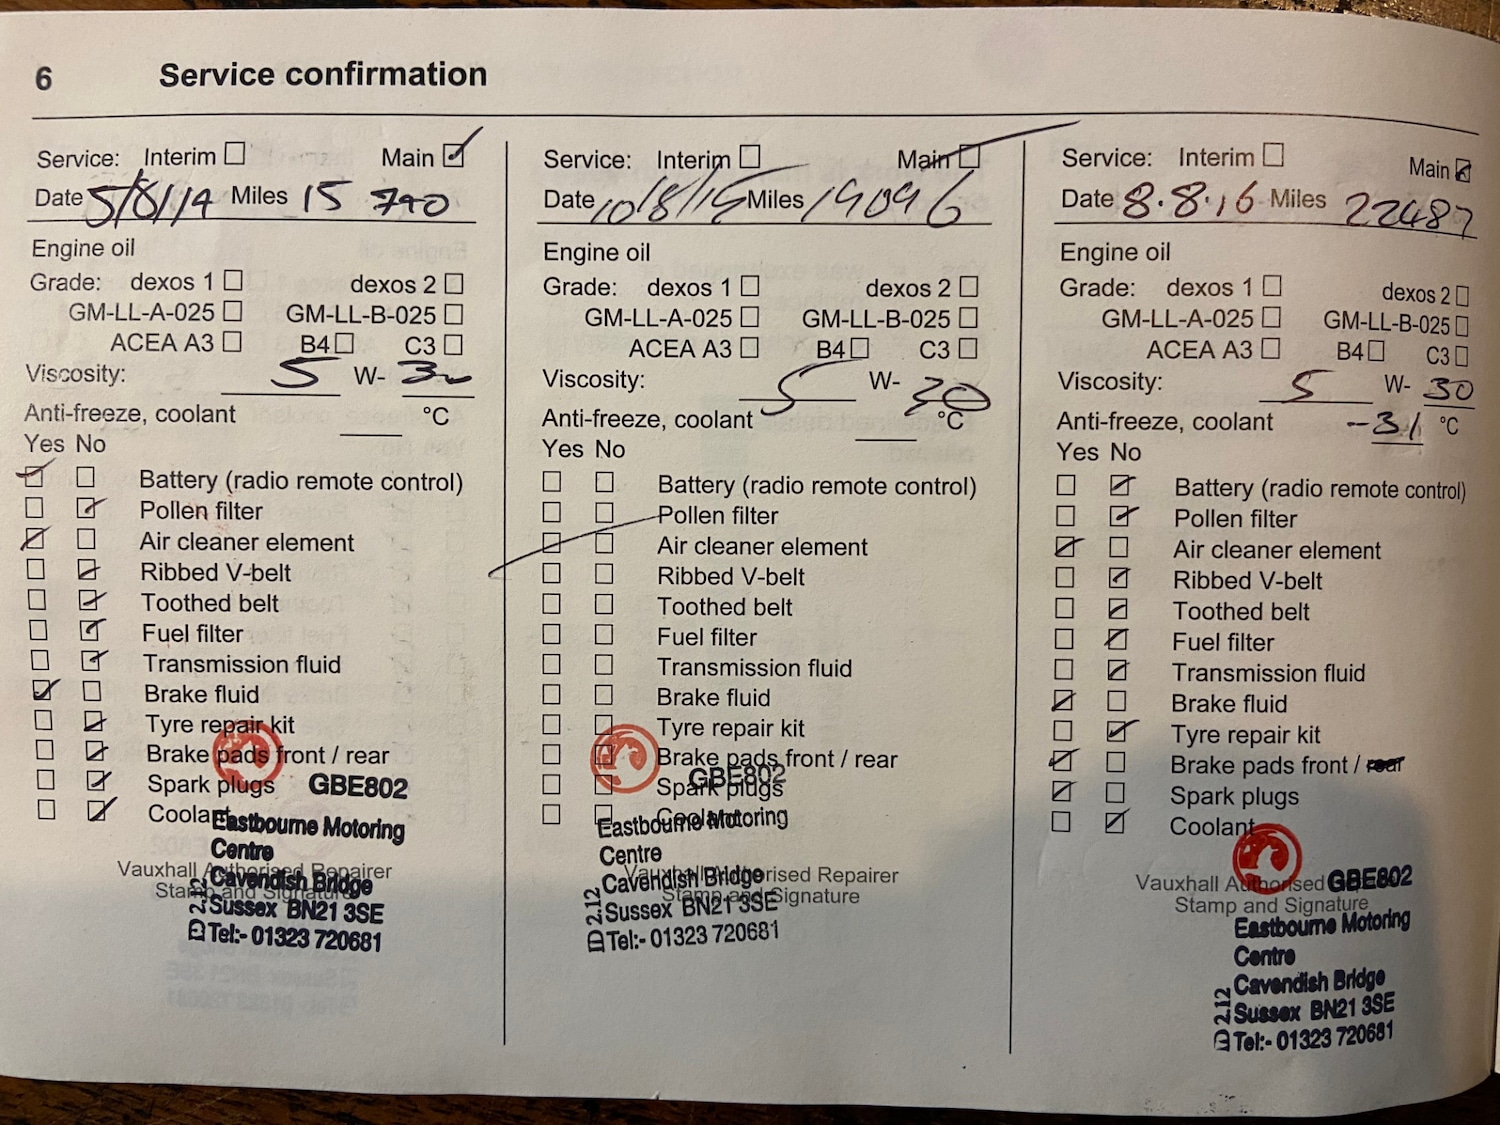 6 Service confirmation
Service: Interim Main
Date 5/8/14 Miles 15 740
Engine oil
Grade: dexos 1 dexos 2
GM-LL-A-025 GM-LL-B-025
ACEA A3 B4 C3
Viscosity: 5 W- 30
Anti-freeze, coolant °C
Yes No
Battery (radio remote control)
Pollen filter
Air cleaner element
Ribbed V-belt
Toothed belt
Fuel filter
Transmission fluid
Brake fluid
Tyre repair kit
Brake pads front / rear
Spark plugs
Coolant
GBE802
Vauxhall Authorised Repairer
Stamp and Signature
Eastbourne Motoring
Centre
Cavendish Bridge
Sussex BN21 3SE
Tel:- 01323 720681
2.12
Service: Interim Main
Date 10/8/15 Miles 19096
Engine oil
Grade: dexos 1 dexos 2
GM-LL-A-025 GM-LL-B-025
ACEA A3 B4 C3
Viscosity: 5 W- 30
Anti-freeze, coolant °C
Yes No
Battery (radio remote control)
Pollen filter
Air cleaner element
Ribbed V-belt
Toothed belt
Fuel filter
Transmission fluid
Brake fluid
Tyre repair kit
Brake pads front / rear
Spark plugs
Coolant
GBE802
Vauxhall Authorised Repairer
Stamp and Signature
Eastbourne Motoring
Centre
Cavendish Bridge
Sussex BN21 3SE
Tel:- 01323 720681
2.12
Service: Interim Main
Date 8.8.16 Miles 22487
Engine oil
Grade: dexos 1 dexos 2
GM-LL-A-025 GM-LL-B-025
ACEA A3 B4 C3
Viscosity: 5 W- 30
Anti-freeze, coolant -31 °C
Yes No
Battery (radio remote control)
Pollen filter
Air cleaner element
Ribbed V-belt
Toothed belt
Fuel filter
Transmission fluid
Brake fluid
Tyre repair kit
Brake pads front / rear
Spark plugs
Coolant
Vauxhall Authorised
GBE802
Stamp and Signature
Eastbourne Motoring
Centre
Cavendish Bridge
Sussex BN21 3SE
Tel:- 01323 720681
2.12